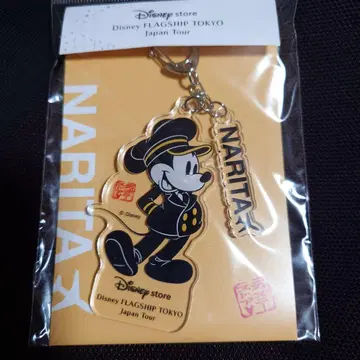 Disney store
Disney FLAGSHIP TOKYO
Japan Tour
NARITA
NARITA
© Disney
Disney store
Disney FLAGSHIP TOKYO
Japan Tour